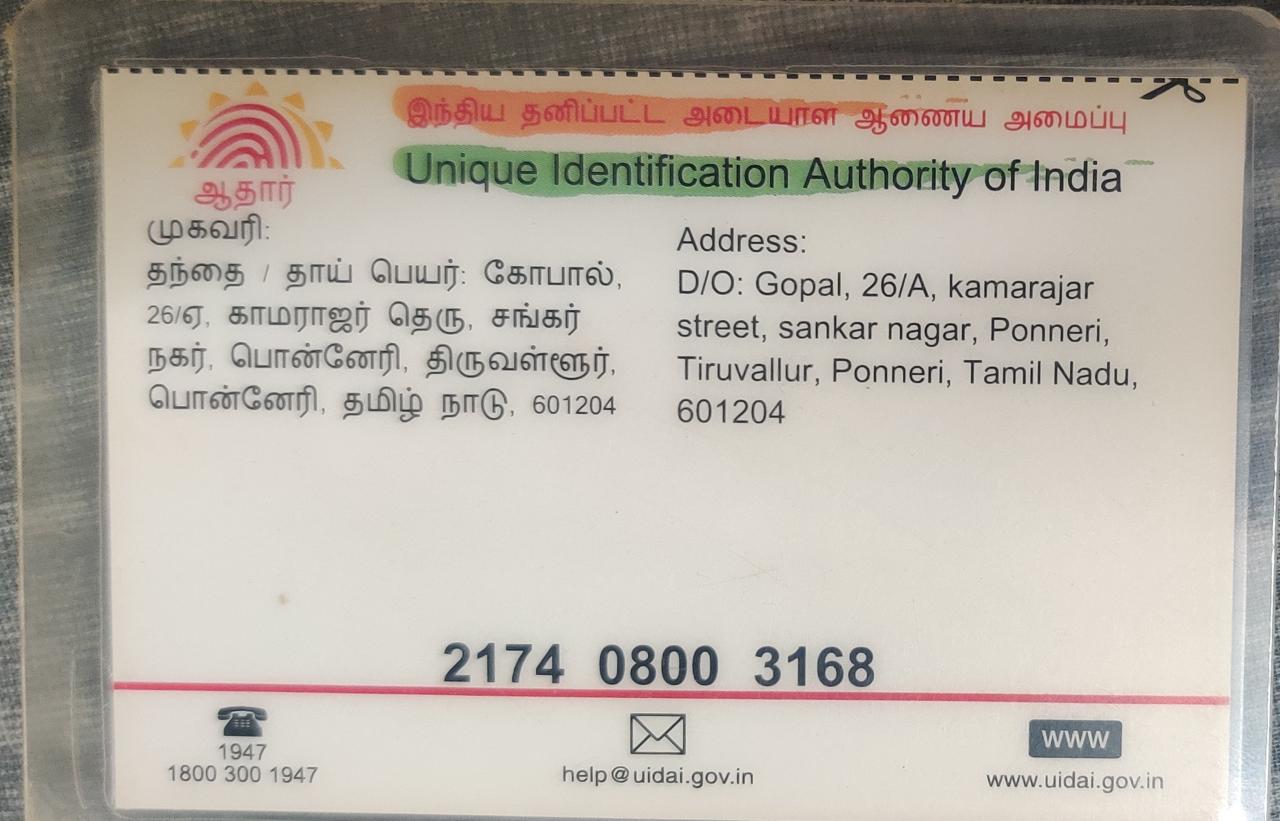 இந்திய தனிப்பட்ட அடையாள ஆணைய அமைப்பு
Unique Identification Authority of India
ஆதார்
முகவரி:
தந்தை / தாய் பெயர்: கோபால்,
26/ஏ, காமராஜர் தெரு, சங்கர்
நகர், பொன்னேரி, திருவள்ளூர்,
பொன்னேரி, தமிழ் நாடு, 601204
Address:
D/O: Gopal, 26/A, kamarajar
street, sankar nagar, Ponneri,
Tiruvallur, Ponneri, Tamil Nadu,
601204
2174 0800 3168
1947
1800 300 1947
help@uidai.gov.in
WWW
www.uidai.gov.in